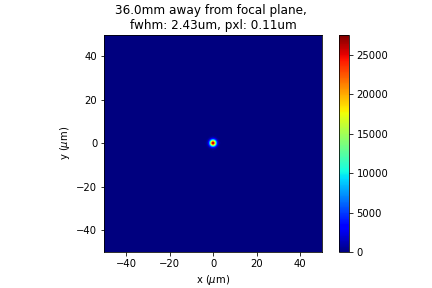 36.0mm away from focal plane,
fwhm: 2.43um, pxl: 0.11um
40
20
0
−20
−40
y (μm)
−40 −20 0 20 40
x (μm)
25000
20000
15000
10000
5000
0